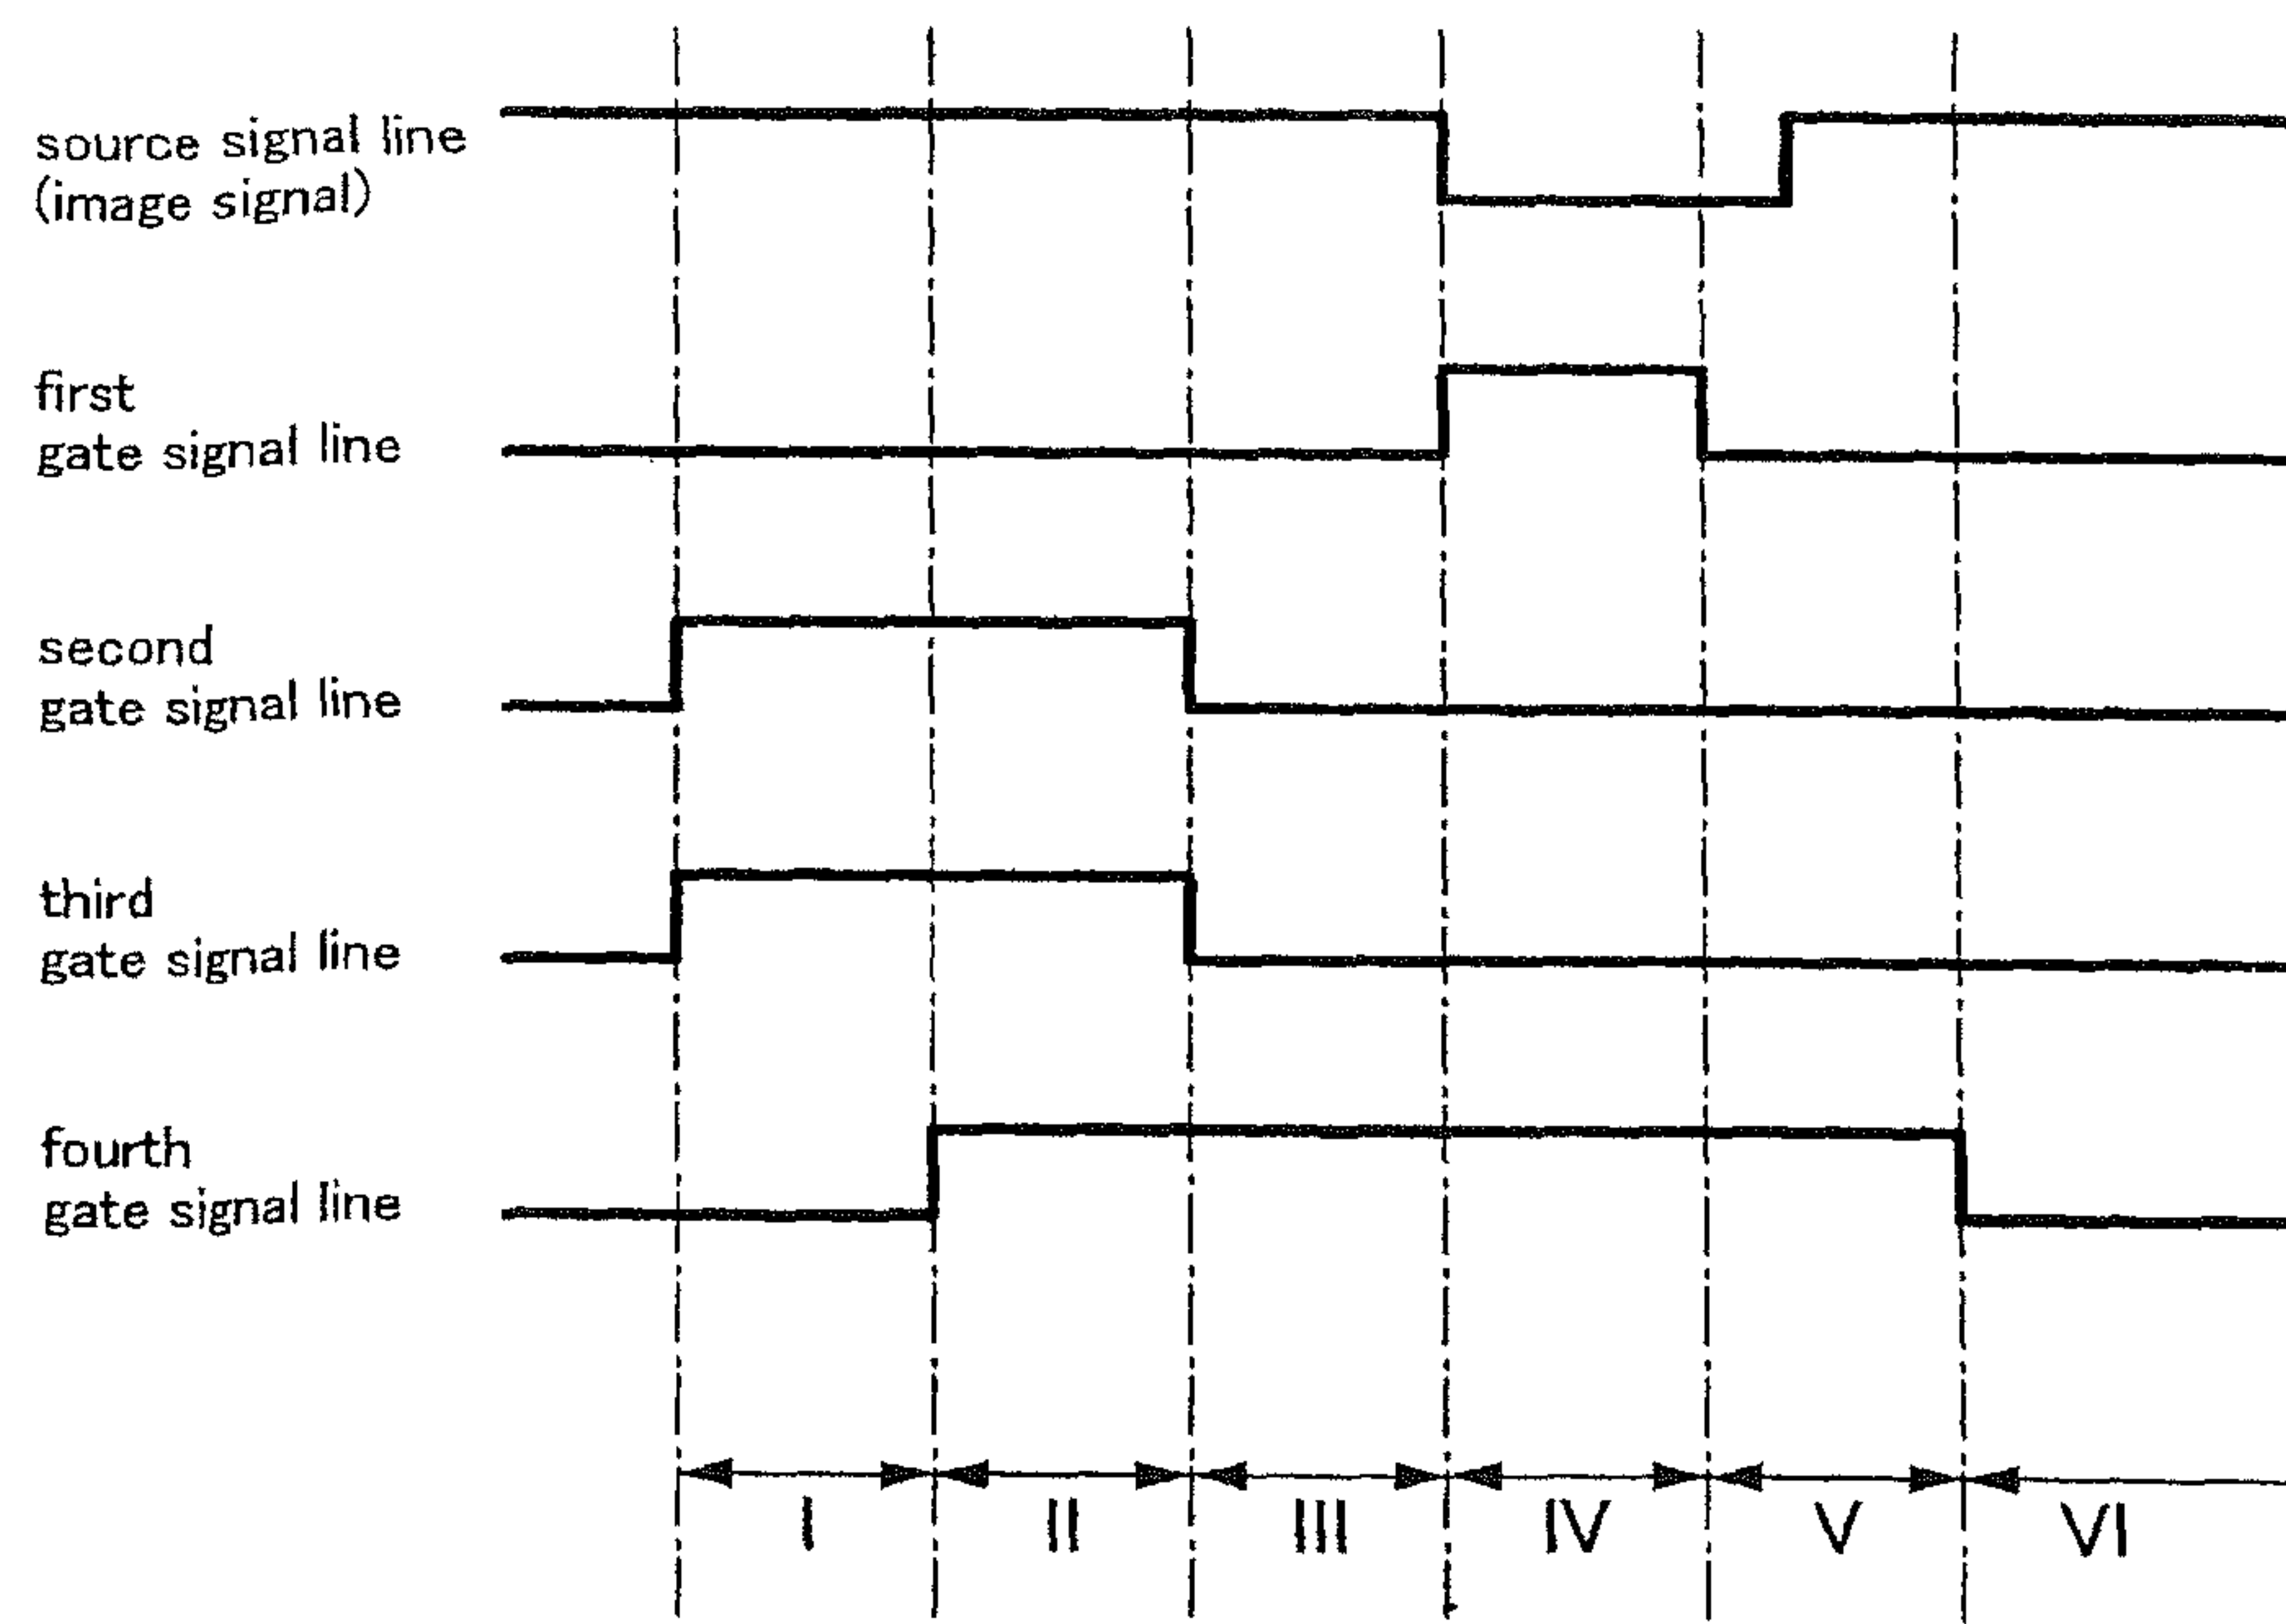 source signal line
(image signal)
first
gate signal line
second
gate signal line
third
gate signal line
fourth
gate signal line
I
II
III
IV
V
VI